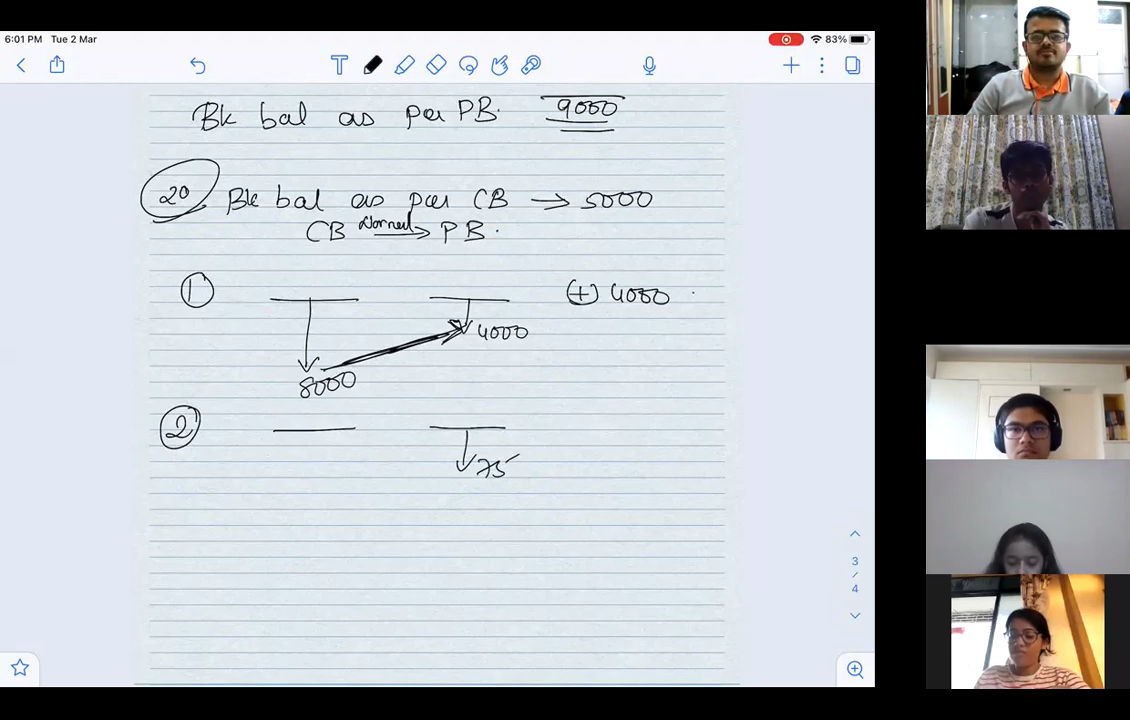 6:01 PM Tue 2 Mar 83%
Bk bal as per PB. 9000
20 Bk bal as per CB → 5000
CB Normal → PB.
1 (+) 4000
4000
8000
2
75
3
/
4